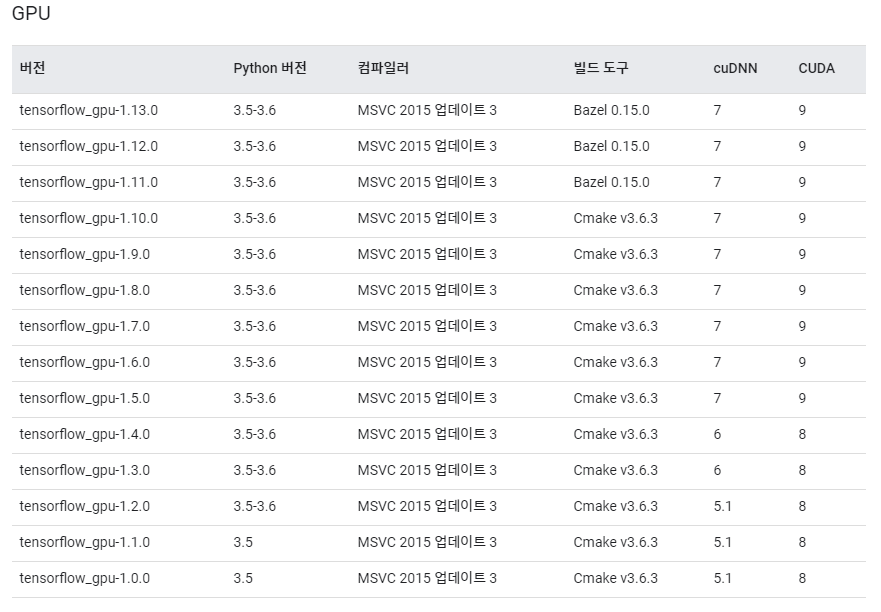 GPU
버전 Python 버전 컴파일러 빌드 도구 cuDNN CUDA
tensorflow_gpu-1.13.0 3.5-3.6 MSVC 2015 업데이트 3 Bazel 0.15.0 7 9
tensorflow_gpu-1.12.0 3.5-3.6 MSVC 2015 업데이트 3 Bazel 0.15.0 7 9
tensorflow_gpu-1.11.0 3.5-3.6 MSVC 2015 업데이트 3 Bazel 0.15.0 7 9
tensorflow_gpu-1.10.0 3.5-3.6 MSVC 2015 업데이트 3 Cmake v3.6.3 7 9
tensorflow_gpu-1.9.0 3.5-3.6 MSVC 2015 업데이트 3 Cmake v3.6.3 7 9
tensorflow_gpu-1.8.0 3.5-3.6 MSVC 2015 업데이트 3 Cmake v3.6.3 7 9
tensorflow_gpu-1.7.0 3.5-3.6 MSVC 2015 업데이트 3 Cmake v3.6.3 7 9
tensorflow_gpu-1.6.0 3.5-3.6 MSVC 2015 업데이트 3 Cmake v3.6.3 7 9
tensorflow_gpu-1.5.0 3.5-3.6 MSVC 2015 업데이트 3 Cmake v3.6.3 7 9
tensorflow_gpu-1.4.0 3.5-3.6 MSVC 2015 업데이트 3 Cmake v3.6.3 6 8
tensorflow_gpu-1.3.0 3.5-3.6 MSVC 2015 업데이트 3 Cmake v3.6.3 6 8
tensorflow_gpu-1.2.0 3.5-3.6 MSVC 2015 업데이트 3 Cmake v3.6.3 5.1 8
tensorflow_gpu-1.1.0 3.5 MSVC 2015 업데이트 3 Cmake v3.6.3 5.1 8
tensorflow_gpu-1.0.0 3.5 MSVC 2015 업데이트 3 Cmake v3.6.3 5.1 8